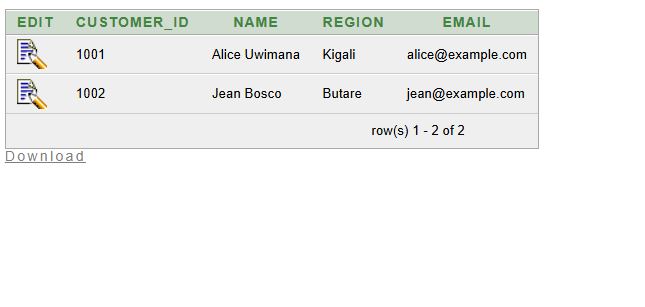 EDIT CUSTOMER_ID NAME REGION EMAIL
1001 Alice Uwimana Kigali alice@example.com
1002 Jean Bosco Butare jean@example.com
row(s) 1 - 2 of 2
Download